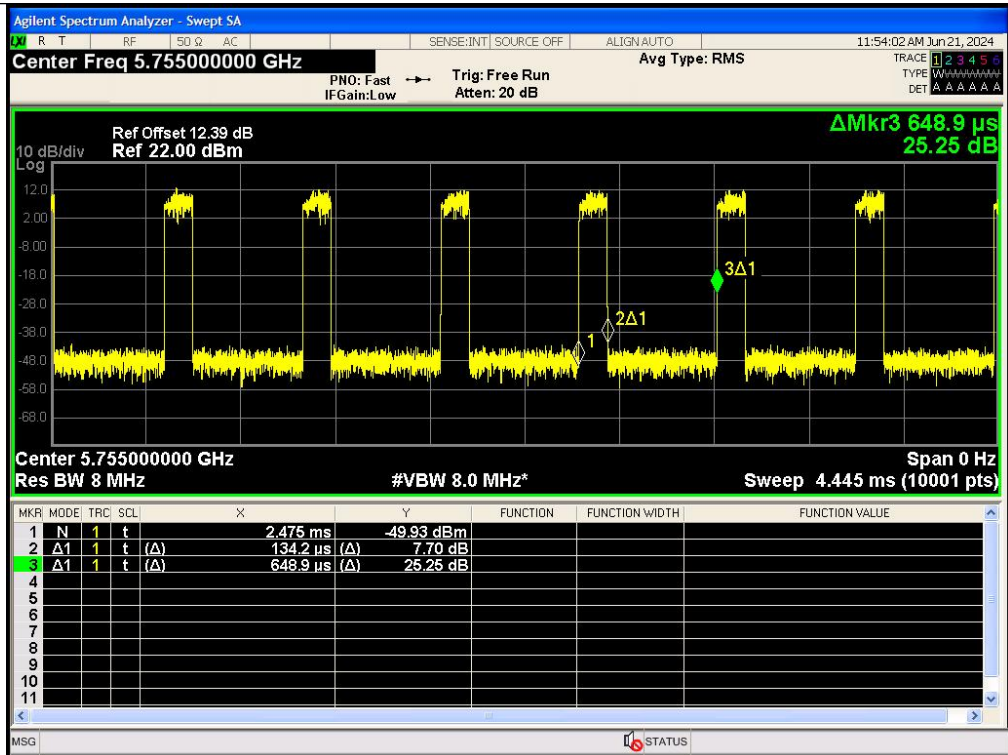 Agilent Spectrum Analyzer - Swept SA
LXI R T RF 50 Ω AC SENSE:INT SOURCE OFF ALIGN AUTO 11:54:02 AM Jun 21, 2024
Center Freq 5.755000000 GHz Avg Type: RMS TRACE 1 2 3 4 5 6
PNO: Fast Trig: Free Run TYPE WWWWWW
IFGain:Low Atten: 20 dB DET A A A A A A
ΔMkr3 648.9 µs
Ref Offset 12.39 dB
10 dB/div Ref 22.00 dBm 25.25 dB
Log
12.0
2.00
-8.00
-18.0
3Δ1
-28.0
2Δ1
-38.0
1
-48.0
-58.0
-68.0
Center 5.755000000 GHz Span 0 Hz
Res BW 8 MHz #VBW 8.0 MHz* Sweep 4.445 ms (10001 pts)
MKR MODE TRC SCL X Y FUNCTION FUNCTION WIDTH FUNCTION VALUE
1 N 1 t 2.475 ms -49.93 dBm
2 Δ1 1 t (Δ) 134.2 µs (Δ) 7.70 dB
3 Δ1 1 t (Δ) 648.9 µs (Δ) 25.25 dB
4
5
6
7
8
9
10
11
MSG STATUS